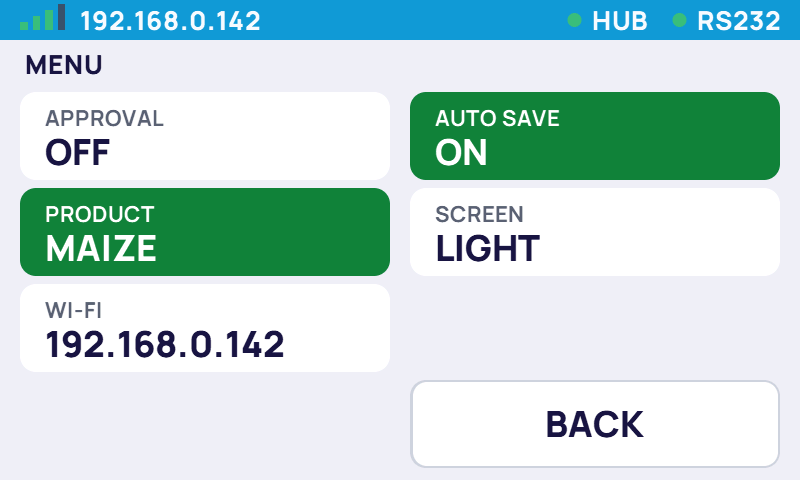 192.168.0.142 HUB RS232
MENU
APPROVAL
OFF
AUTO SAVE
ON
PRODUCT
MAIZE
SCREEN
LIGHT
WI-FI
192.168.0.142
BACK